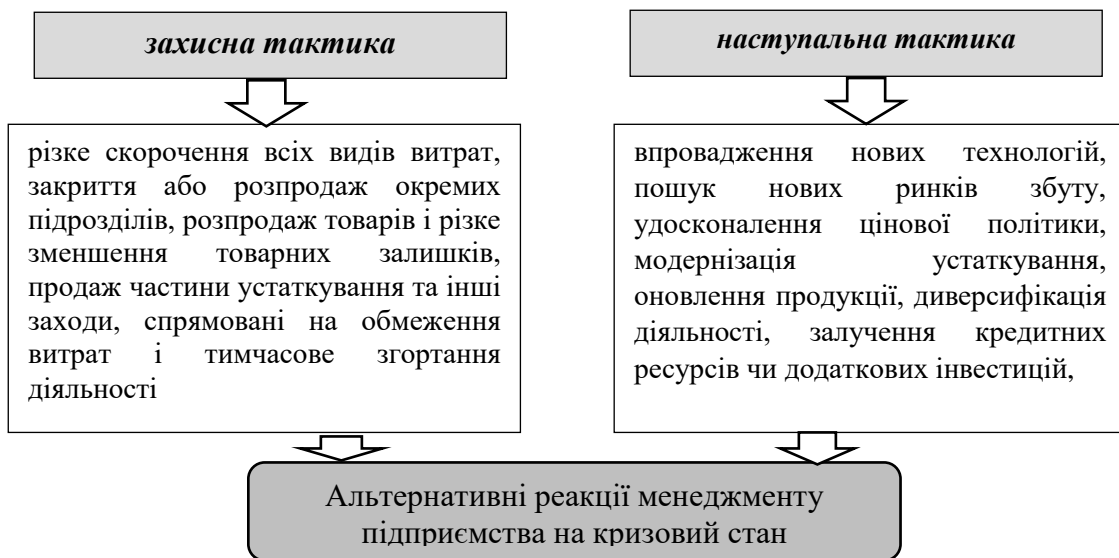 захисна тактика
наступальна тактика
різке скорочення всіх видів витрат,
закриття або розпродаж окремих
підрозділів, розпродаж товарів і різке
зменшення товарних залишків,
продаж частини устаткування та інші
заходи, спрямовані на обмеження
витрат і тимчасове згортання
діяльності
впровадження нових технологій,
пошук нових ринків збуту,
удосконалення цінової політики,
модернізація устаткування,
оновлення продукції, диверсифікація
діяльності, залучення кредитних
ресурсів чи додаткових інвестицій,
Альтернативні реакції менеджменту
підприємства на кризовий стан